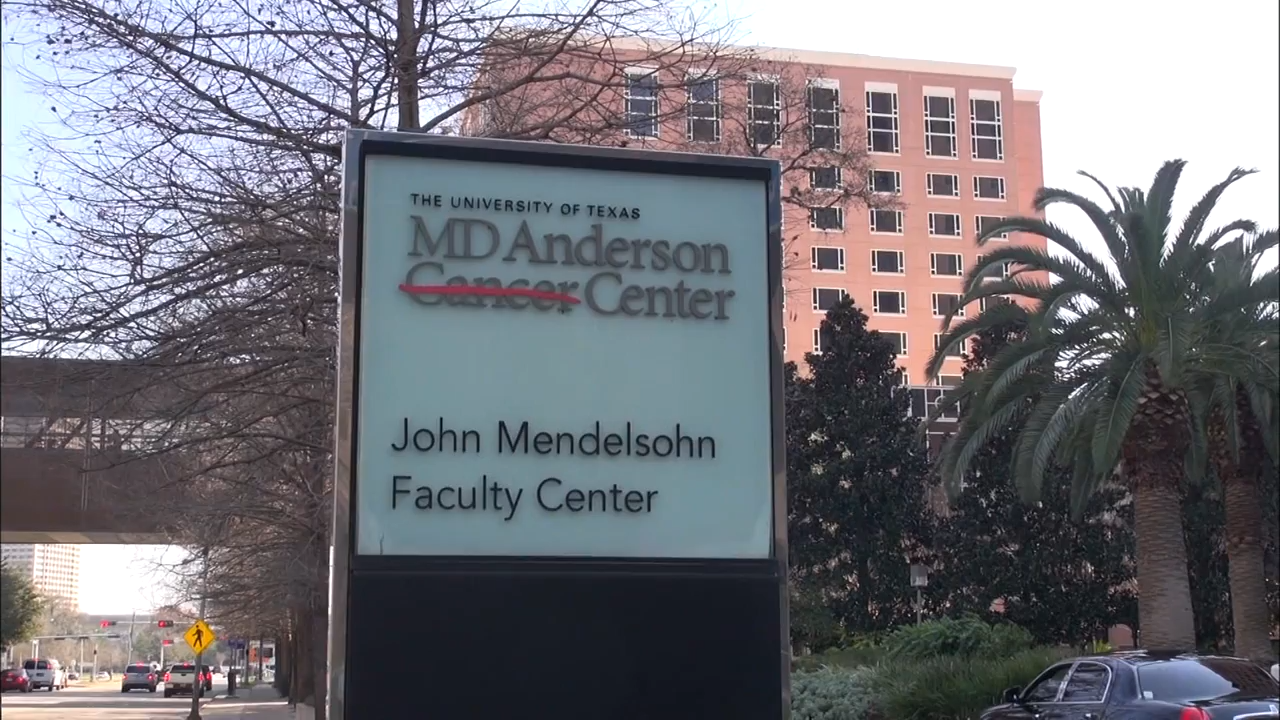 THE UNIVERSITY OF TEXAS
MD Anderson
Cancer Center
John Mendelsohn
Faculty Center